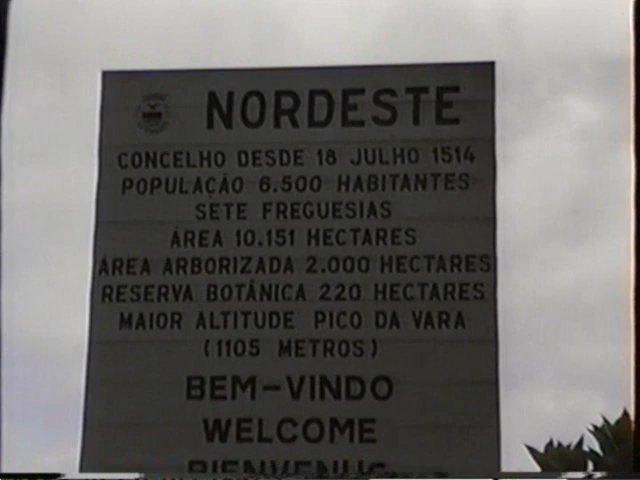 NORDESTE
CONCELHO DESDE 18 JULHO 1514
POPULAÇÃO 6.500 HABITANTES
SETE FREGUESIAS
ÁREA 10.151 HECTARES
ÁREA ARBORIZADA 2.000 HECTARES
RESERVA BOTÂNICA 220 HECTARES
MAIOR ALTITUDE PICO DA VARA
(1105 METROS)
BEM-VINDO
WELCOME